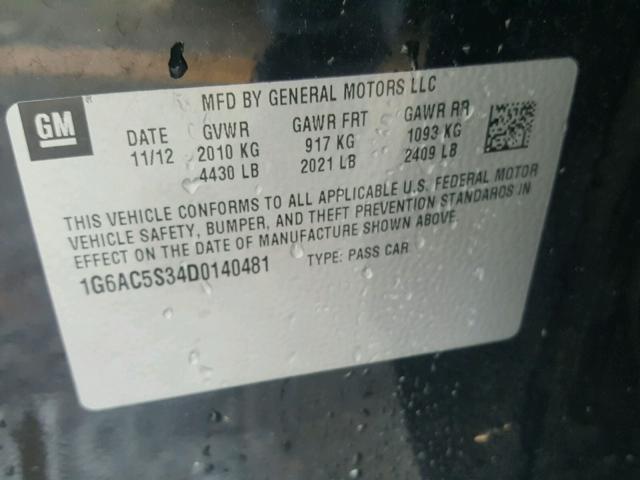 GM
MFD BY GENERAL MOTORS LLC
DATE GVWR GAWR FRT GAWR RR
11/12 2010 KG 917 KG 1093 KG
4430 LB 2021 LB 2409 LB
THIS VEHICLE CONFORMS TO ALL APPLICABLE U.S. FEDERAL MOTOR
VEHICLE SAFETY, BUMPER, AND THEFT PREVENTION STANDARDS IN
EFFECT ON THE DATE OF MANUFACTURE SHOWN ABOVE.
1G6AC5S34D0140481 TYPE: PASS CAR